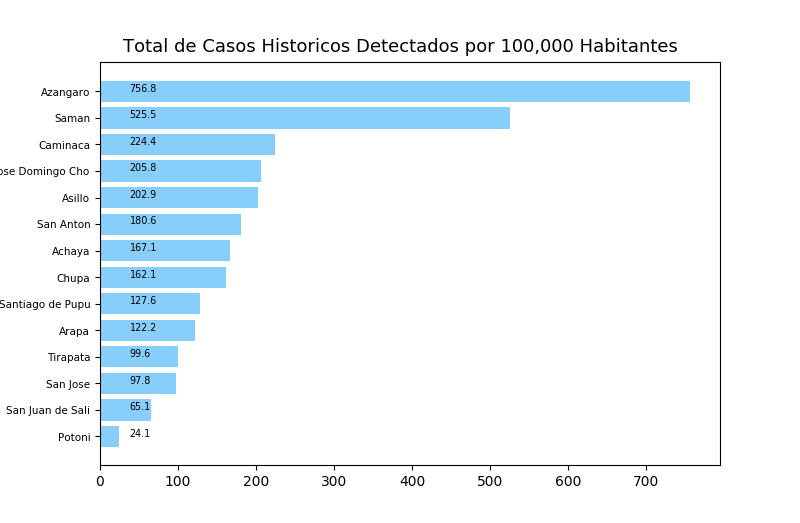 Total de Casos Historicos Detectados por 100,000 Habitantes
Azangaro 756.8
Saman 525.5
Caminaca 224.4
ose Domingo Cho 205.8
Asillo 202.9
San Anton 180.6
Achaya 167.1
Chupa 162.1
Santiago de Pupu 127.6
Arapa 122.2
Tirapata 99.6
San Jose 97.8
San Juan de Sali 65.1
Potoni 24.1
0 100 200 300 400 500 600 700